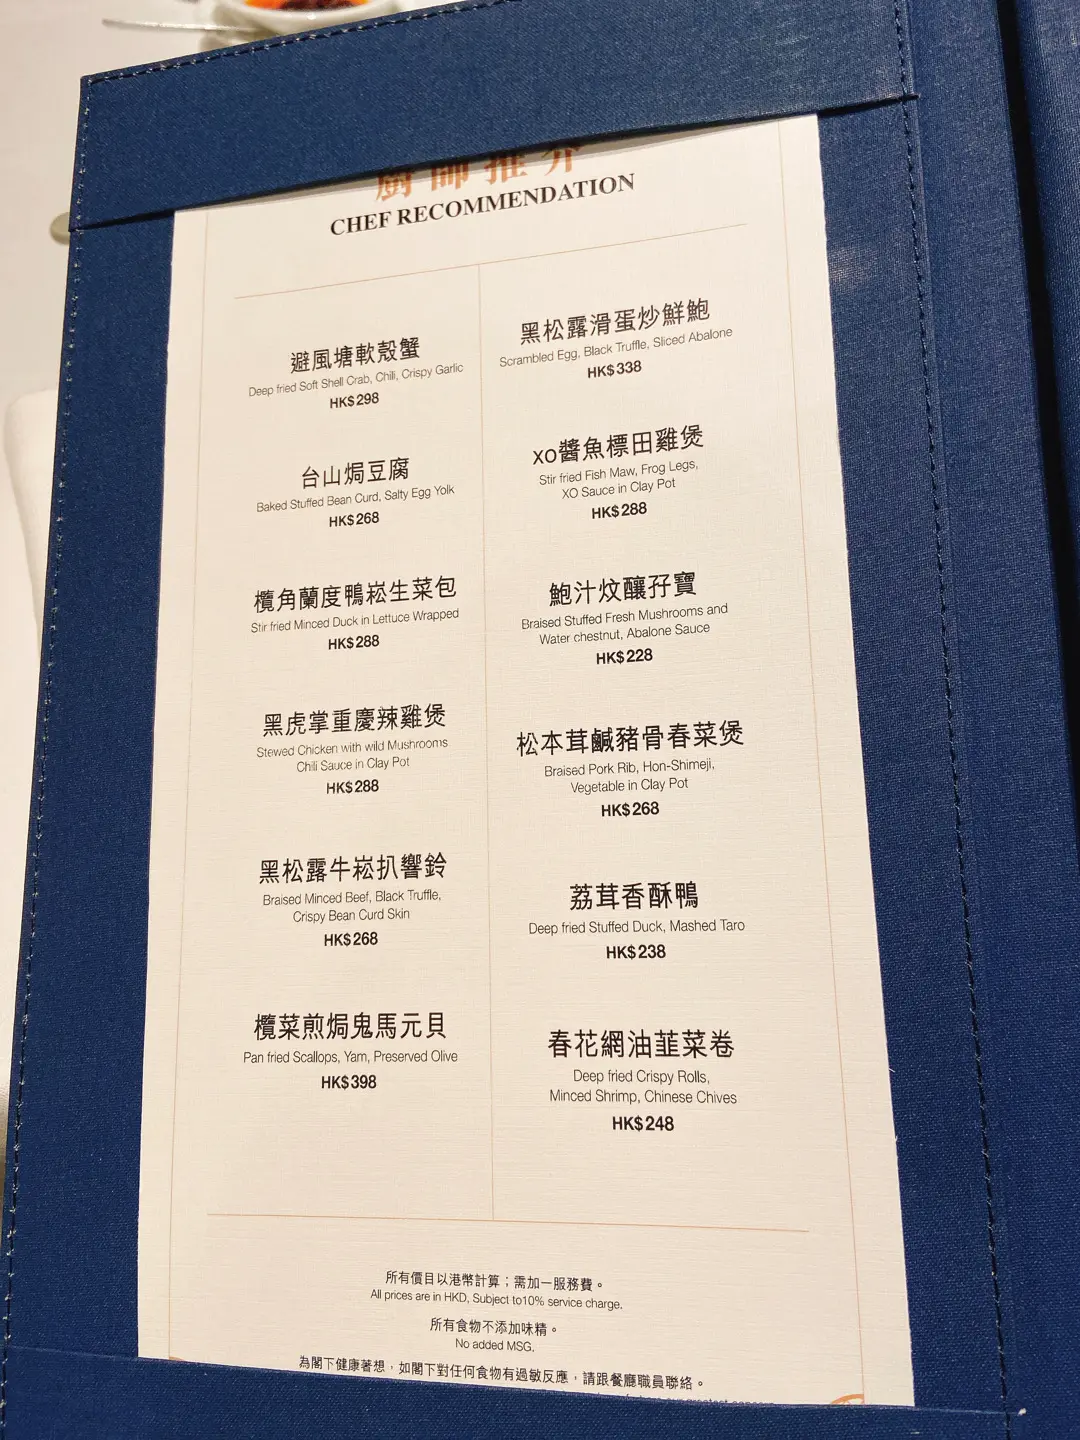 廚師推介
CHEF RECOMMENDATION
避風塘軟殼蟹
Deep fried Soft Shell Crab, Chili, Crispy Garlic
HK$298
台山焗豆腐
Baked Stuffed Bean Curd, Salty Egg Yolk
HK$268
欖角蘭度鴨崧生菜包
Stir fried Minced Duck in Lettuce Wrapped
HK$288
黑虎掌重慶辣雞煲
Stewed Chicken with wild Mushrooms
Chili Sauce in Clay Pot
HK$288
黑松露牛崧扒響鈴
Braised Minced Beef, Black Truffle,
Crispy Bean Curd Skin
HK$268
欖菜煎焗鬼馬元貝
Pan fried Scallops, Yam, Preserved Olive
HK$398
黑松露滑蛋炒鮮鮑
Scrambled Egg, Black Truffle, Sliced Abalone
HK$338
XO醬魚標田雞煲
Stir fried Fish Maw, Frog Legs,
XO Sauce in Clay Pot
HK$288
鮑汁炆釀孖寶
Braised Stuffed Fresh Mushrooms and
Water chestnut, Abalone Sauce
HK$228
松本茸鹹豬骨春菜煲
Braised Pork Rib, Hon-Shimeji,
Vegetable in Clay Pot
HK$268
荔茸香酥鴨
Deep fried Stuffed Duck, Mashed Taro
HK$238
春花網油韮菜卷
Deep fried Crispy Rolls,
Minced Shrimp, Chinese Chives
HK$248
所有價目以港幣計算；需加一服務費。
All prices are in HKD, Subject to10% service charge.
所有食物不添加味精。
No added MSG.
為閣下健康著想，如閣下對任何食物有過敏反應，請跟餐廳職員聯絡。